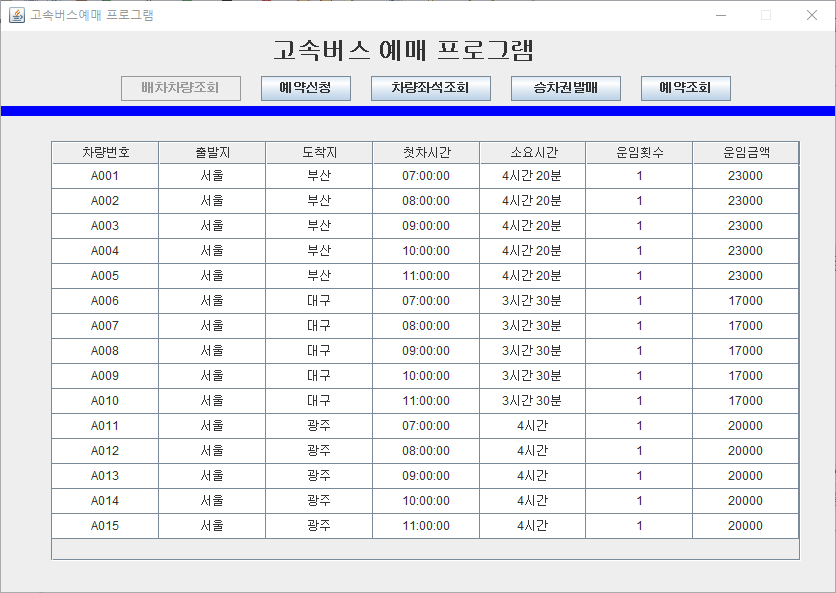 고속버스예매 프로그램
고속버스 예매 프로그램
배차차량조회 예약신청 차량좌석조회 승차권발매 예약조회
차량번호 출발지 도착지 첫차시간 소요시간 운임횟수 운임금액
A001 서울 부산 07:00:00 4시간 20분 1 23000
A002 서울 부산 08:00:00 4시간 20분 1 23000
A003 서울 부산 09:00:00 4시간 20분 1 23000
A004 서울 부산 10:00:00 4시간 20분 1 23000
A005 서울 부산 11:00:00 4시간 20분 1 23000
A006 서울 대구 07:00:00 3시간 30분 1 17000
A007 서울 대구 08:00:00 3시간 30분 1 17000
A008 서울 대구 09:00:00 3시간 30분 1 17000
A009 서울 대구 10:00:00 3시간 30분 1 17000
A010 서울 대구 11:00:00 3시간 30분 1 17000
A011 서울 광주 07:00:00 4시간 1 20000
A012 서울 광주 08:00:00 4시간 1 20000
A013 서울 광주 09:00:00 4시간 1 20000
A014 서울 광주 10:00:00 4시간 1 20000
A015 서울 광주 11:00:00 4시간 1 20000